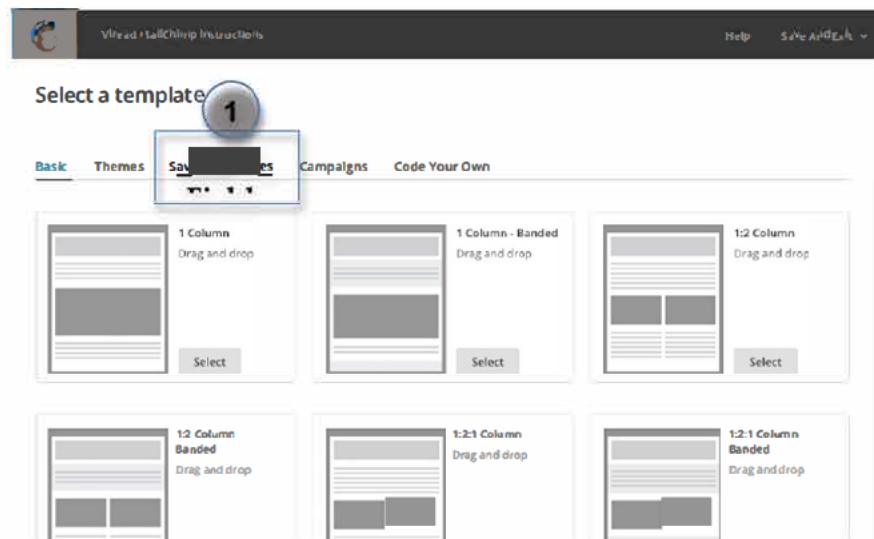 Help
Select a template
1
Basic Themes Campaigns Code Your Own
1 Column
Drag and drop
Select
1 Column - Banded
Drag and drop
Select
1:2 Column
Drag and drop
Select
1:2 Column
Banded
Drag and drop
1:2:1 Column
Drag and drop
1:2:1 Column
Banded
Drag and drop